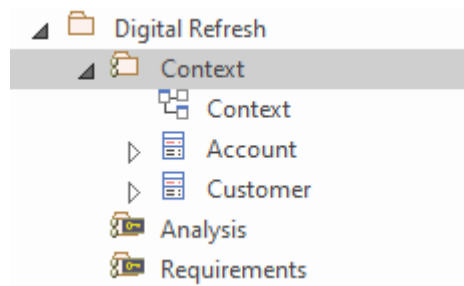 Digital Refresh
Context
Context
Account
Customer
Analysis
Requirements